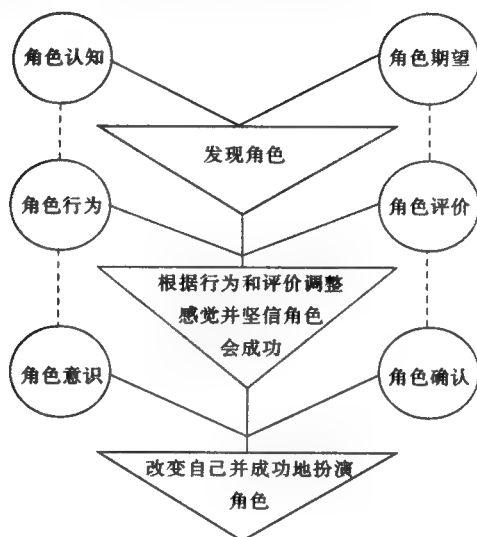 角色认知
角色期望
发现角色
角色行为
角色评价
根据行为和评价调整
感觉并坚信角色
会成功
角色意识
角色确认
改变自己并成功地扮演
角色